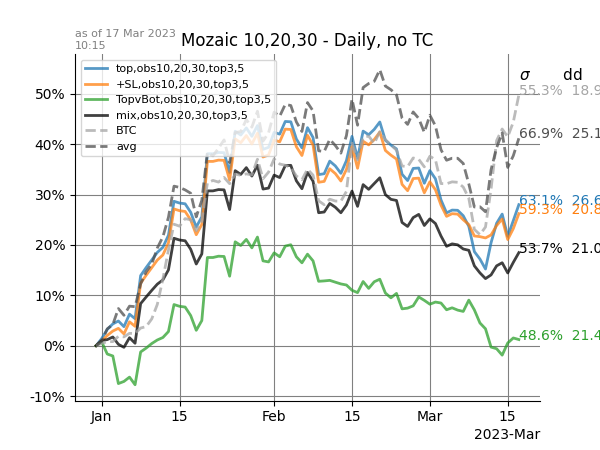 as of 17 Mar 2023
10:15
Mozaic 10,20,30 - Daily, no TC
σ dd
top,obs10,20,30,top3,5
+SL,obs10,20,30,top3,5
TopvBot,obs10,20,30,top3,5
mix,obs10,20,30,top3,5
BTC
avg
55.3% 18.9
66.9% 25.1
63.1% 26.6
59.3% 20.8
53.7% 21.0
48.6% 11.4
50%
40%
30%
20%
10%
0%
-10%
Jan 15 Feb 15 Mar 15
2023-Mar